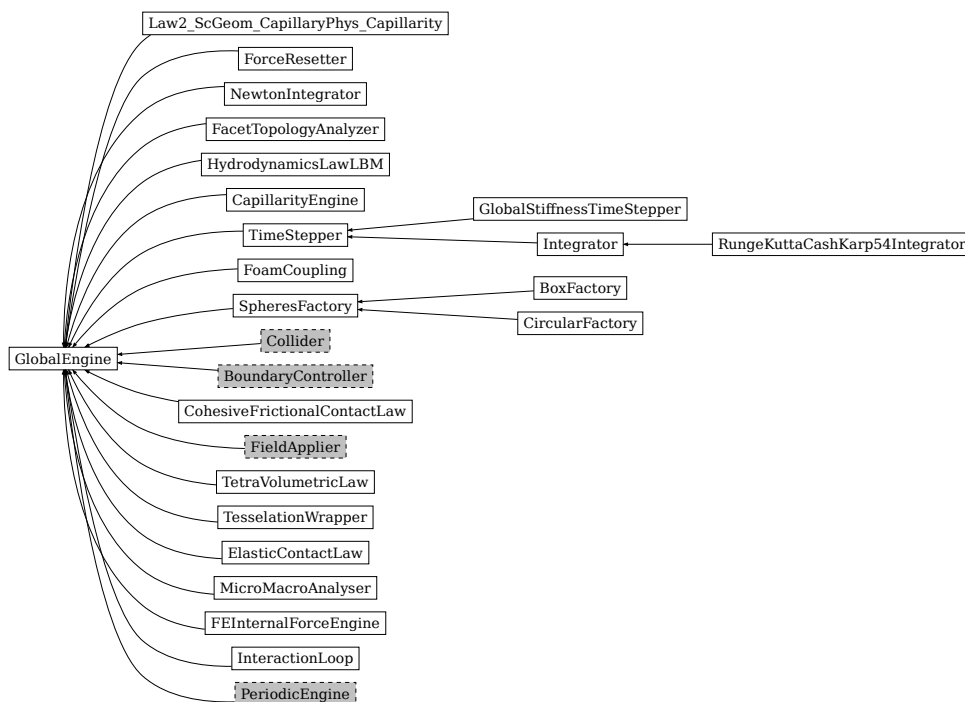 Law2_ScGeom_CapillaryPhys_Capillarity
ForceResetter
NewtonIntegrator
FacetTopologyAnalyzer
HydrodynamicsLawLBM
CapillarityEngine
GlobalStiffnessTimeStepper
TimeStepper
Integrator
RungeKuttaCashKarp54Integrator
FoamCoupling
BoxFactory
SpheresFactory
CircularFactory
Collider
GlobalEngine
BoundaryController
CohesiveFrictionalContactLaw
FieldApplier
TetraVolumetricLaw
TesselationWrapper
ElasticContactLaw
MicroMacroAnalyser
FEInternalForceEngine
InteractionLoop
PeriodicEngine